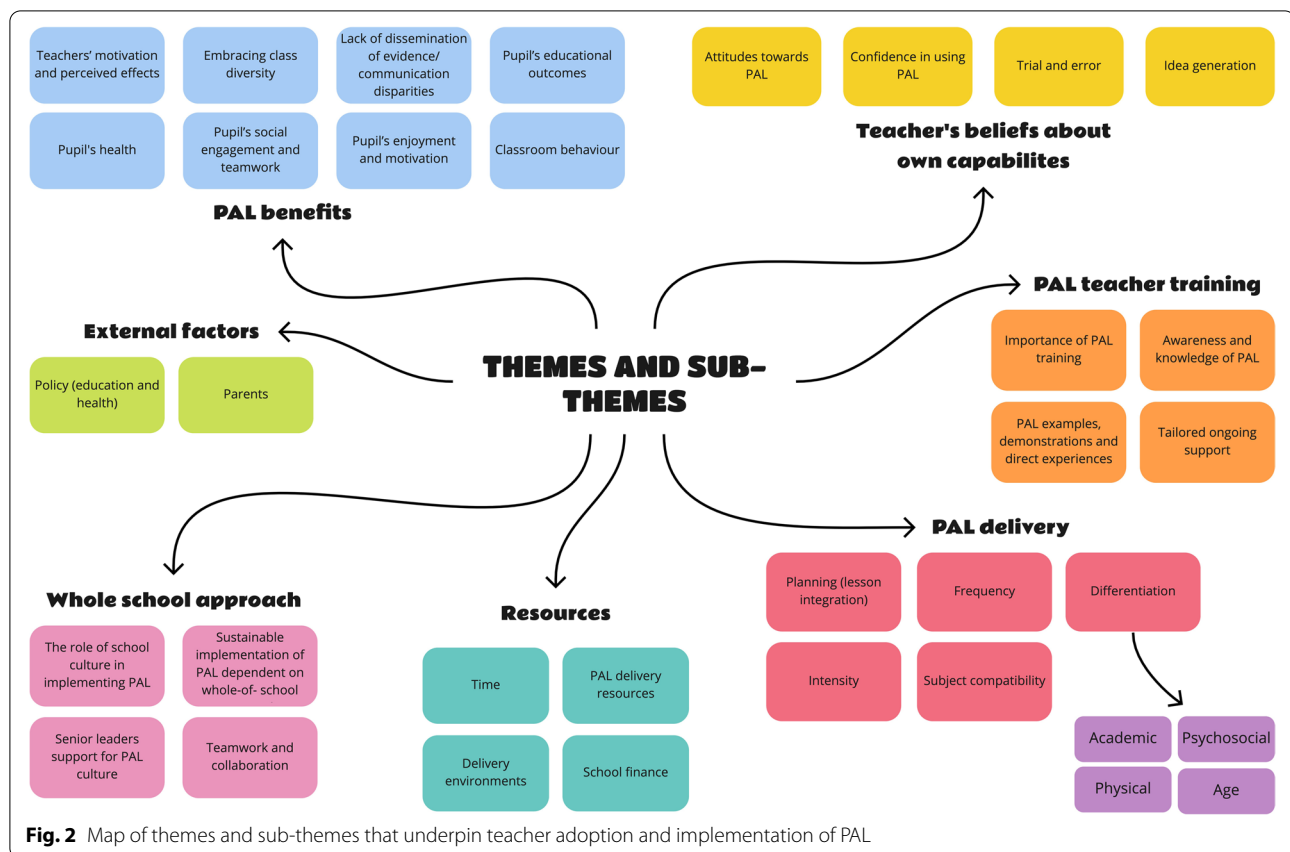 Teachers' motivation
and perceived effects
Embracing class
diversity
Lack of dissemination
of evidence/
communication
disparities
Pupil's educational
outcomes
Pupil's health
Pupil's social
engagement and
teamwork
Pupil's enjoyment
and motivation
Classroom behaviour
PAL benefits
Attitudes towards
PAL
Confidence in using
PAL
Trial and error
Idea generation
Teacher's beliefs about
own capabilites
External factors
Policy (education and
health)
Parents
THEMES AND SUB-
THEMES
PAL teacher training
Importance of PAL
training
Awareness and
knowledge of PAL
PAL examples,
demonstrations and
direct experiences
Tailored ongoing
support
Whole school approach
The role of school
culture in
implementing PAL
Sustainable
implementation of
PAL dependent on
whole-of- school
Senior leaders
support for PAL
culture
Teamwork and
collaboration
Resources
Time
PAL delivery
resources
Delivery
environments
School finance
PAL delivery
Planning (lesson
integration)
Frequency
Differentiation
Intensity
Subject compatibility
Academic
Psychosocial
Physical
Age
Fig. 2 Map of themes and sub-themes that underpin teacher adoption and implementation of PAL